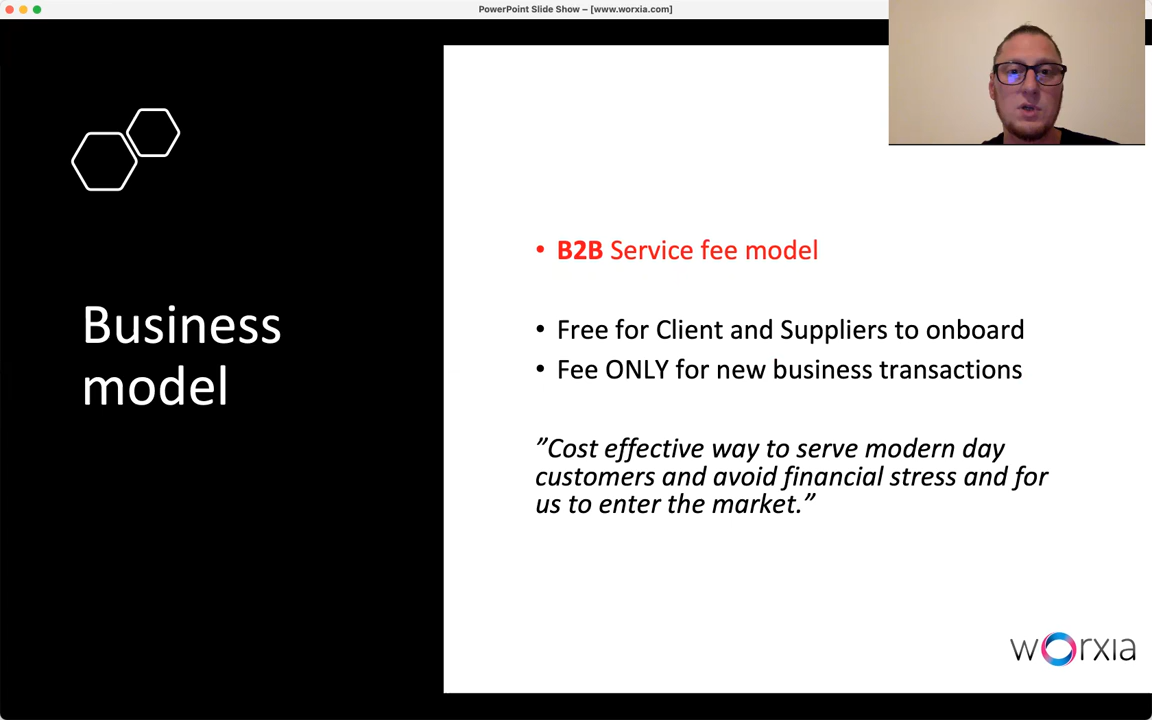 PowerPoint Slide Show – [www.worxia.com]
Business
model
• B2B Service fee model
• Free for Client and Suppliers to onboard
• Fee ONLY for new business transactions
”Cost effective way to serve modern day
customers and avoid financial stress and for
us to enter the market.”
worxia